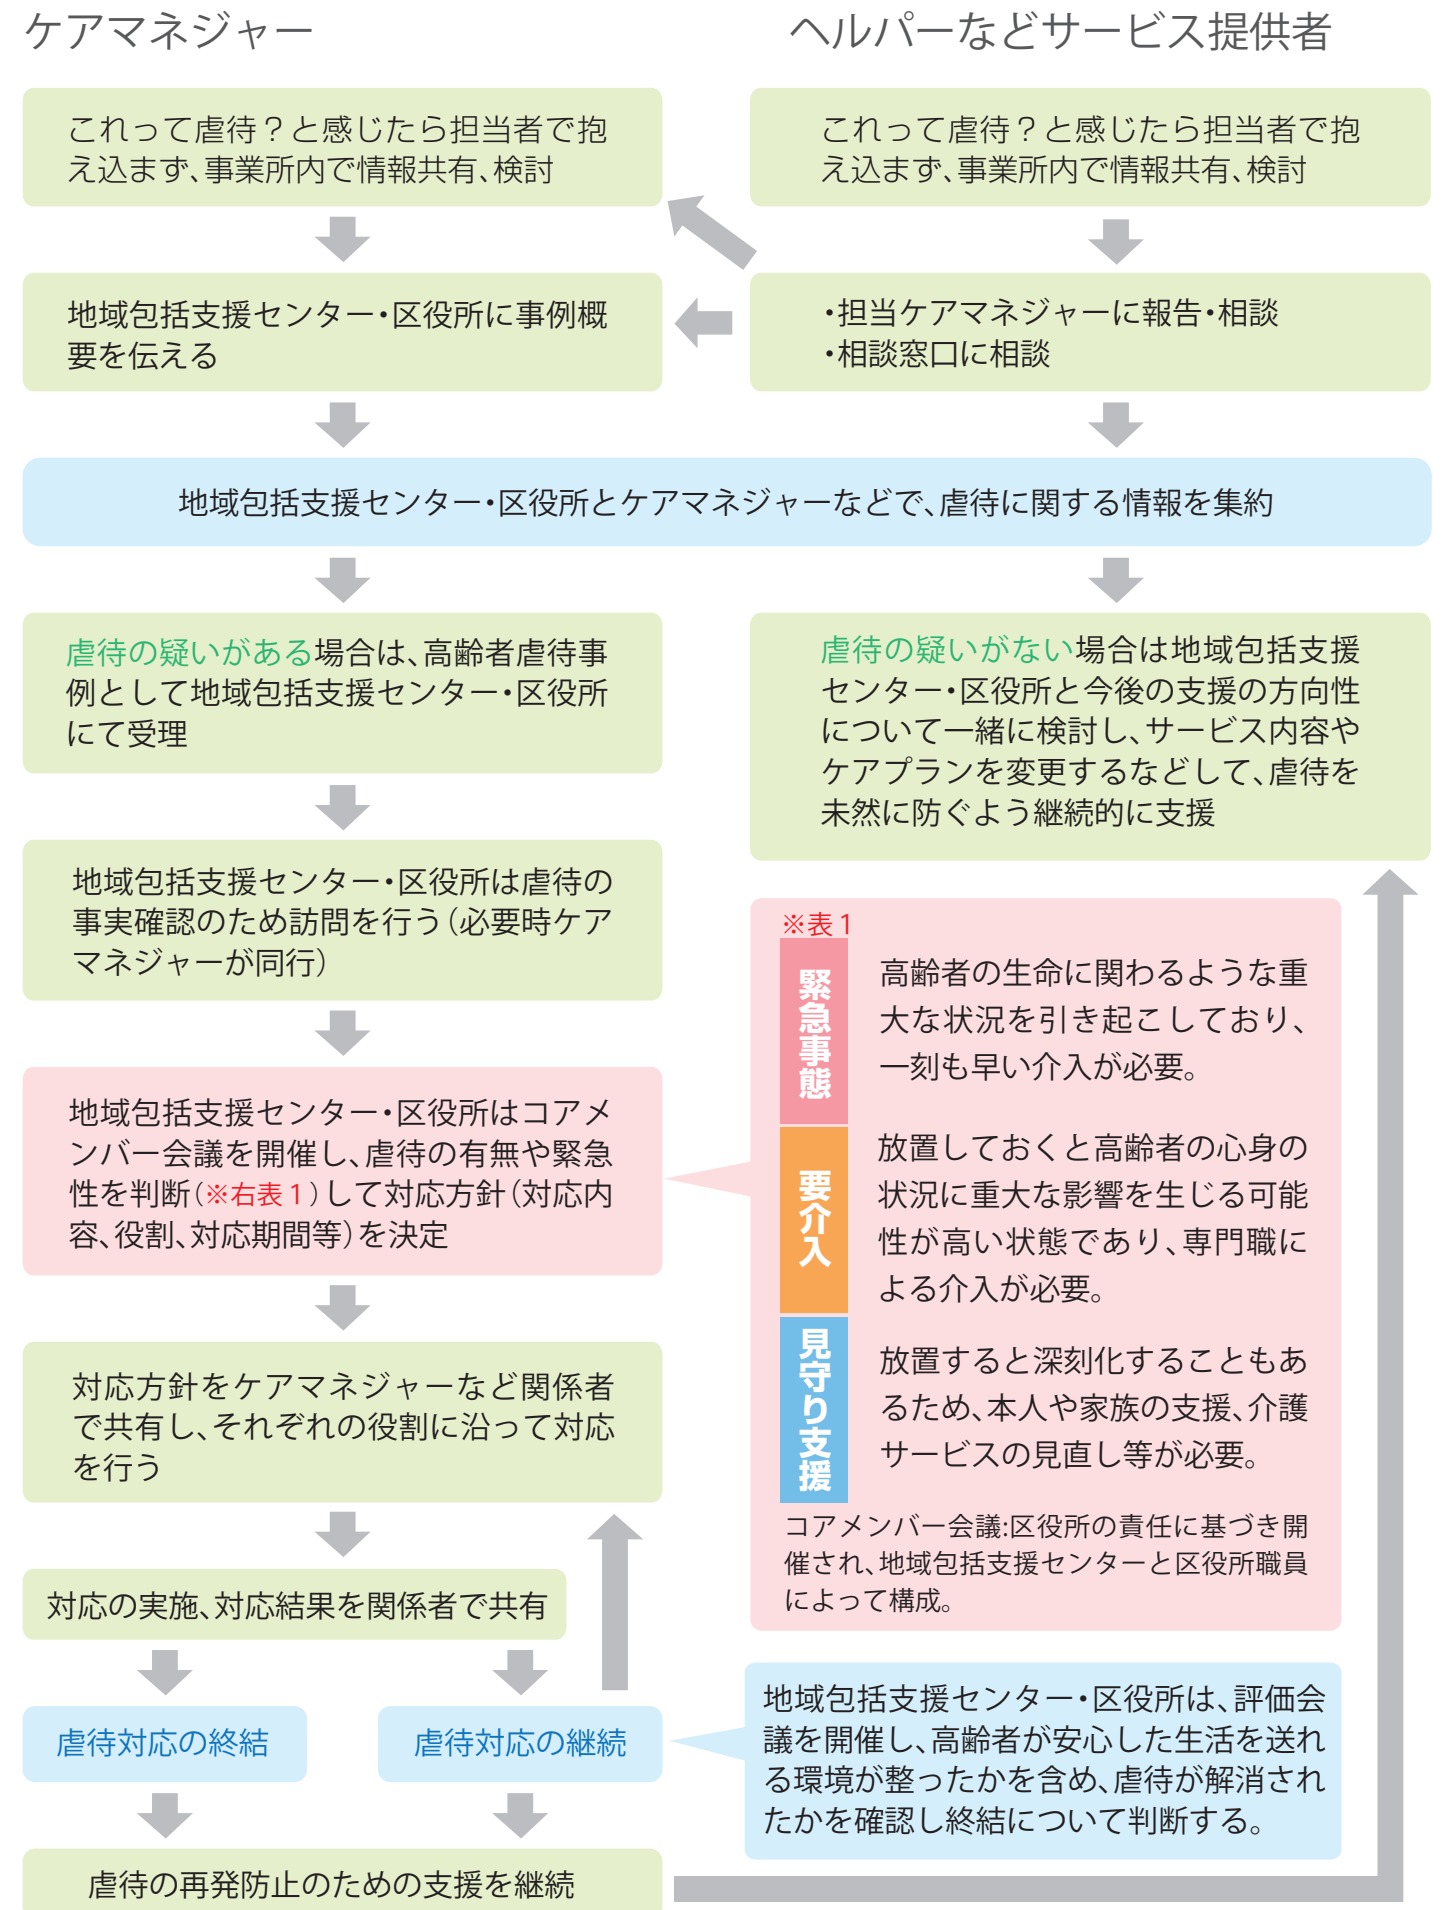 ケアマネジャー
ヘルパーなどサービス提供者
これって虐待？と感じたら担当者で抱
え込まず、事業所内で情報共有、検討
これって虐待？と感じたら担当者で抱
え込まず、事業所内で情報共有、検討
地域包括支援センター・区役所に事例概
要を伝える
・担当ケアマネジャーに報告・相談
・相談窓口に相談
地域包括支援センター・区役所とケアマネジャーなどで、虐待に関する情報を集約
虐待の疑いがある場合は、高齢者虐待事
例として地域包括支援センター・区役所
にて受理
虐待の疑いがない場合は地域包括支援
センター・区役所と今後の支援の方向性
について一緒に検討し、サービス内容や
ケアプランを変更するなどして、虐待を
未然に防ぐよう継続的に支援
地域包括支援センター・区役所は虐待の
事実確認のため訪問を行う（必要時ケア
マネジャーが同行）
地域包括支援センター・区役所はコアメ
ンバー会議を開催し、虐待の有無や緊急
性を判断（※右表１）して対応方針（対応内
容、役割、対応期間等）を決定
※表１
緊急事態
高齢者の生命に関わるような重
大な状況を引き起こしており、
一刻も早い介入が必要。
要介入
放置しておくと高齢者の心身の
状況に重大な影響を生じる可能
性が高い状態であり、専門職に
よる介入が必要。
見守り支援
放置すると深刻化することもあ
るため、本人や家族の支援、介護
サービスの見直し等が必要。
コアメンバー会議:区役所の責任に基づき開
催され、地域包括支援センターと区役所職員
によって構成。
対応方針をケアマネジャーなど関係者
で共有し、それぞれの役割に沿って対応
を行う
対応の実施、対応結果を関係者で共有
虐待対応の終結
虐待対応の継続
地域包括支援センター・区役所は、評価会
議を開催し、高齢者が安心した生活を送れ
る環境が整ったかを含め、虐待が解消され
たかを確認し終結について判断する。
虐待の再発防止のための支援を継続